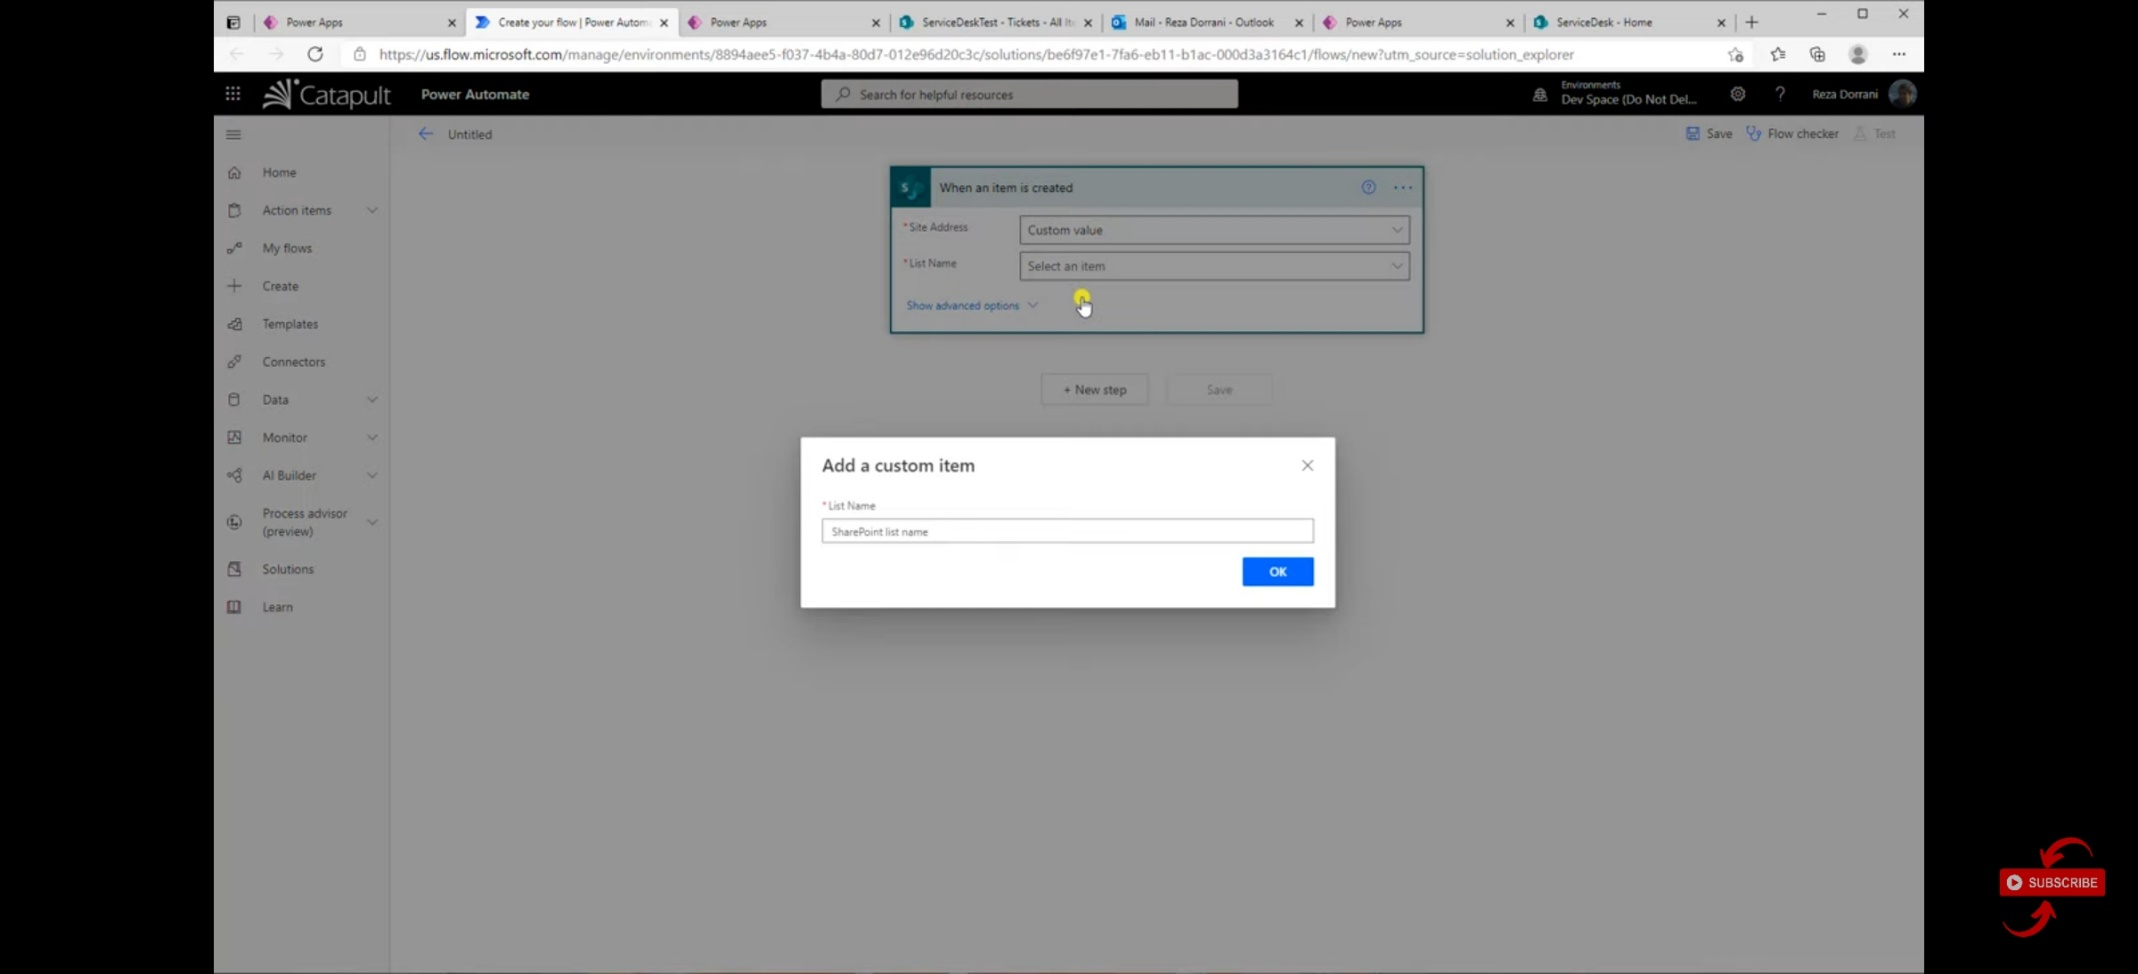 Power Apps
Create your flow | Power Autom
Power Apps
ServiceDeskTest - Tickets - All It
Mail - Reza Dorrani - Outlook
Power Apps
ServiceDesk - Home
https://us.flow.microsoft.com/manage/environments/8894aee5-f037-4b4a-80d7-012e96d20c3c/solutions/be6f97e1-7fa6-eb11-b1ac-000d3a3164c1/flows/new?utm_source=solution_explorer
Catapult
Power Automate
Search for helpful resources
Environments
Dev Space (Do Not Del...
?
Reza Dorrani
Untitled
Save
Flow checker
Test
Home
Action items
My flows
Create
Templates
Connectors
Data
Monitor
AI Builder
Process advisor
(preview)
Solutions
Learn
S
When an item is created
?
...
* Site Address
Custom value
* List Name
Select an item
Show advanced options
+ New step
Save
Add a custom item
* List Name
SharePoint list name
OK
SUBSCRIBE